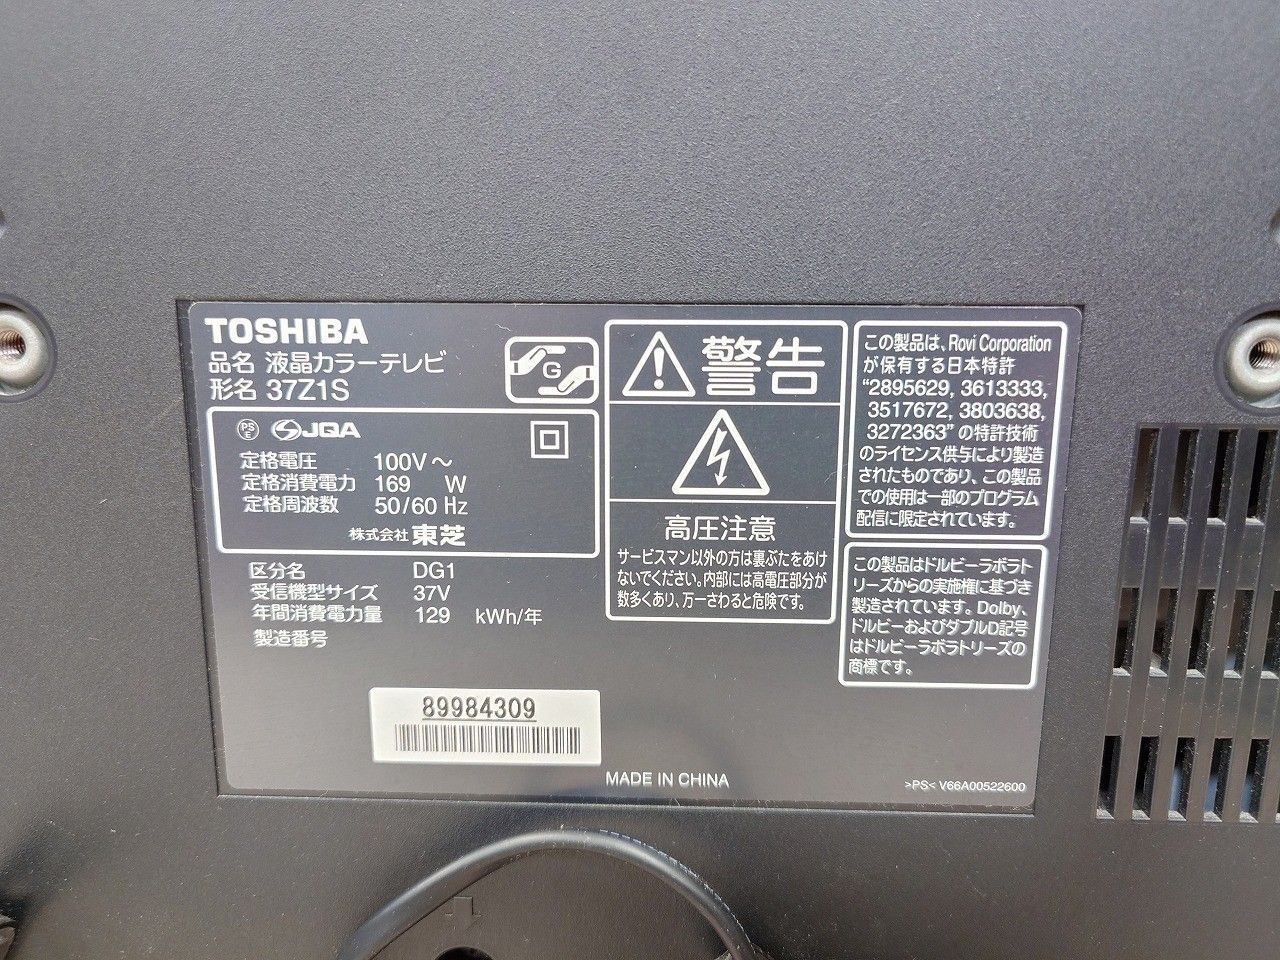 TOSHIBA
品名 液晶カラーテレビ
形名 37Z1S
G
PS
E
JQA
定格電圧 100V～
定格消費電力 169 W
定格周波数 50/60 Hz
株式会社 東芝
区分名 DG1
受信機型サイズ 37V
年間消費電力量 129 kWh/年
製造番号
89984309
警告
高圧注意
サービスマン以外の方は裏ぶたをあけ
ないでください。内部には高電圧部分が
数多くあり、万一さわると危険です。
この製品は、Rovi Corporation
が保有する日本特許
“2895629, 3613333,
3517672, 3803638,
3272363” の特許技術
のライセンス供与により製造
されたものであり、この製品
での使用は一部のプログラム
配信に限定されています。
この製品はドルビーラボラト
リーズからの実施権に基づき
製造されています。Dolby、
ドルビーおよびダブルD記号
はドルビーラボラトリーズの
商標です。
MADE IN CHINA
>PS< V66A00522600